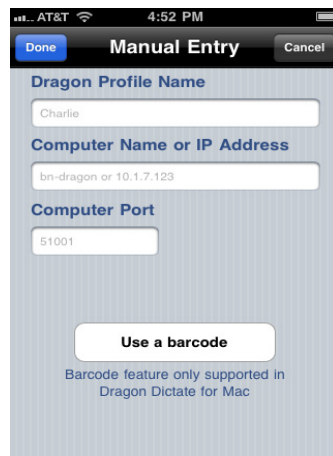 AT&T 4:52 PM
Done Manual Entry Cancel
Dragon Profile Name
Charlie
Computer Name or IP Address
bn-dragon or 10.1.7.123
Computer Port
51001
Use a barcode
Barcode feature only supported in
Dragon Dictate for Mac